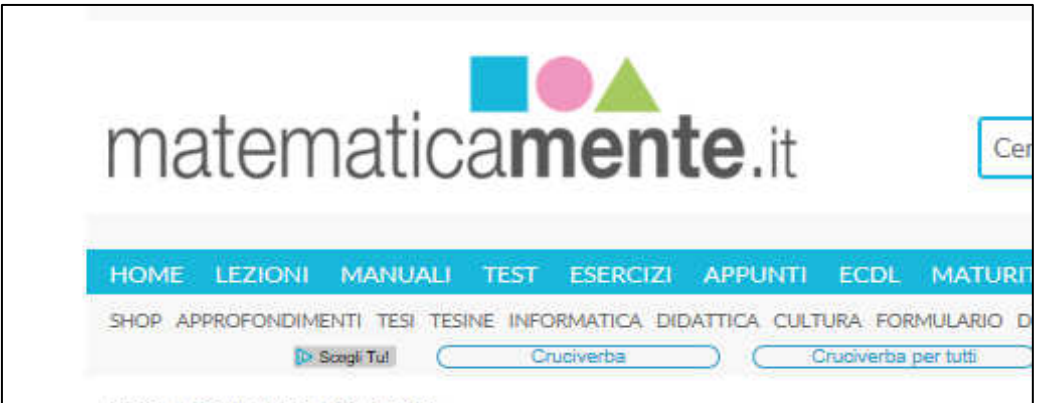 matematicamente.it
Cer
HOME LEZIONI MANUALI TEST ESERCIZI APPUNTI ECDL MATURIT
SHOP APPROFONDIMENTI TESI TESINE INFORMATICA DIDATTICA CULTURA FORMULARIO D
Scegli Tu! Cruciverba Cruciverba per tutti